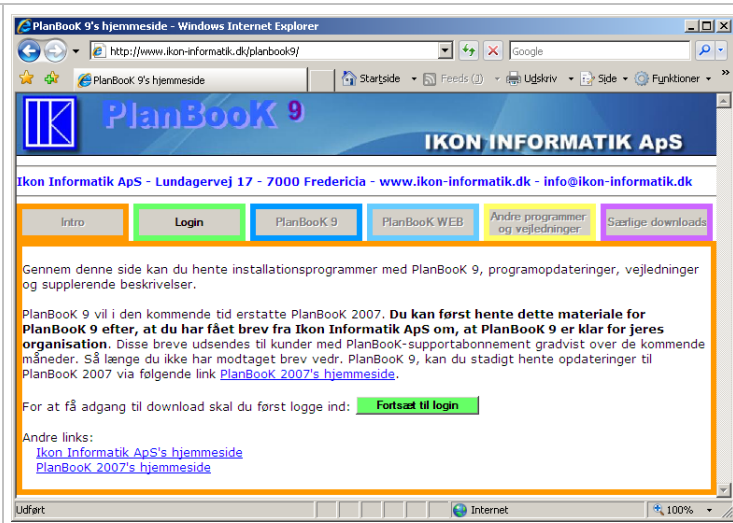 PlanBooK 9's hjemmeside - Windows Internet Explorer
http://www.ikon-informatik.dk/planbook9/
Google
PlanBooK 9's hjemmeside
Startside
Feeds (J)
Udskriv
Side
Funktioner
IK
PlanBooK 9
IKON INFORMATIK ApS
Ikon Informatik ApS - Lundagervej 17 - 7000 Fredericia - www.ikon-informatik.dk - info@ikon-informatik.dk
Intro
Login
PlanBooK 9
PlanBooK WEB
Andre programmer
og vejledninger
Særlige downloads
Gennem denne side kan du hente installationsprogrammer med PlanBooK 9, programopdateringer, vejledninger
og supplerende beskrivelser.
PlanBooK 9 vil i den kommende tid erstatte PlanBooK 2007. Du kan først hente dette materiale for
PlanBooK 9 efter, at du har fået brev fra Ikon Informatik ApS om, at PlanBooK 9 er klar for jeres
organisation. Disse breve udsendes til kunder med PlanBooK-supportabonnement gradvist over de kommende
måneder. Så længe du ikke har modtaget brev vedr. PlanBooK 9, kan du stadigt hente opdateringer til
PlanBooK 2007 via følgende link PlanBooK 2007's hjemmeside.
For at få adgang til download skal du først logge ind: Fortsæt til login
Andre links:
Ikon Informatik ApS's hjemmeside
PlanBooK 2007's hjemmeside
Udført
Internet
100%